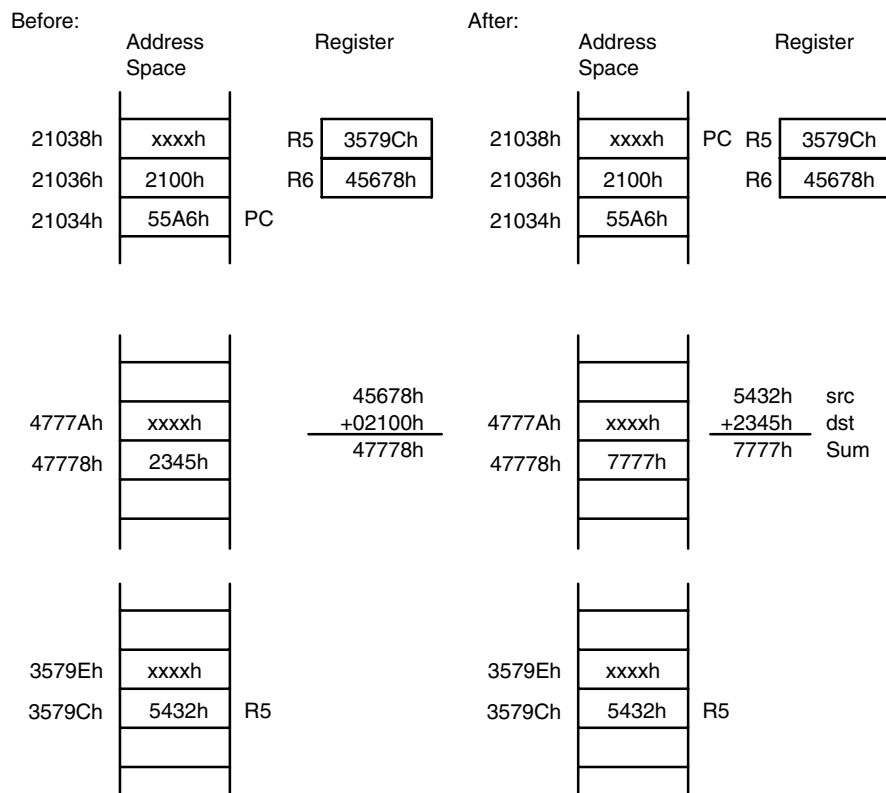 Before:
Address Space
Register
21038h xxxxh R5 3579Ch
21036h 2100h R6 45678h
21034h 55A6h PC
45678h
4777Ah xxxxh +02100h
47778h 2345h 47778h
3579Eh xxxxh
3579Ch 5432h R5
After:
Address Space
Register
21038h xxxxh PC R5 3579Ch
21036h 2100h R6 45678h
21034h 55A6h
5432h src
4777Ah xxxxh +2345h dst
47778h 7777h 7777h Sum
3579Eh xxxxh
3579Ch 5432h R5